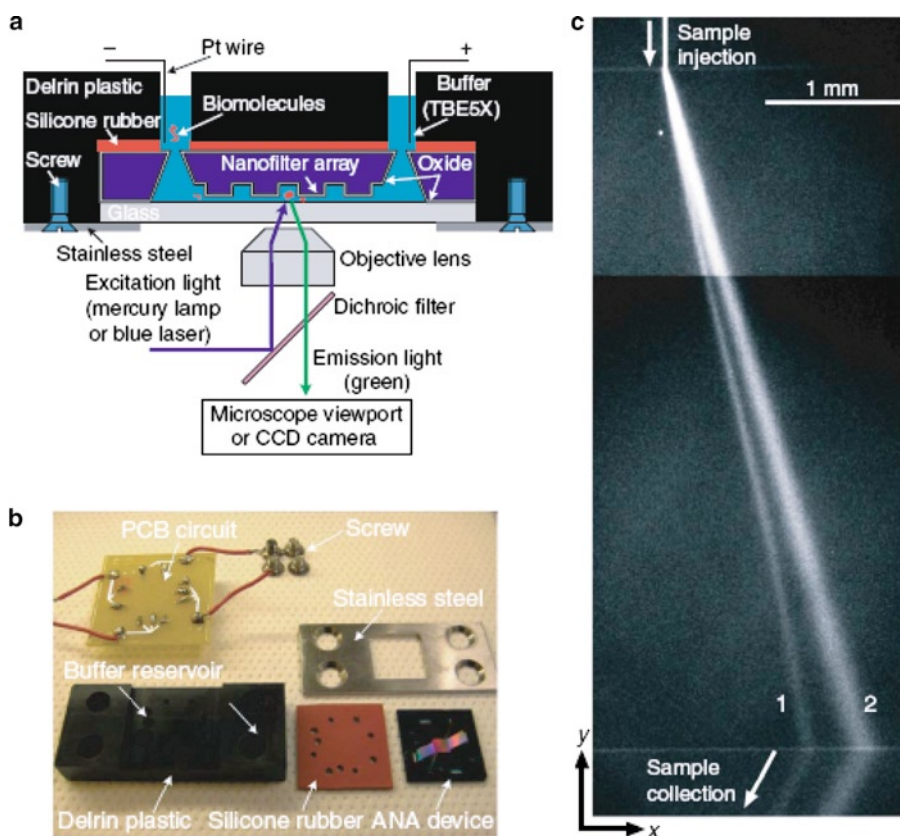 a
−
Pt wire
+
Delrin plastic
Buffer
(TBE5X)
Biomolecules
Silicone rubber
Screw
Nanofilter array
Oxide
Glass
Stainless steel
Objective lens
Excitation light
(mercury lamp
or blue laser)
Dichroic filter
Emission light
(green)
Microscope viewport
or CCD camera
b
PCB circuit
Screw
Stainless steel
Buffer reservoir
Delrin plastic
Silicone rubber
ANA device
c
Sample
injection
1 mm
1
2
y
Sample
collection
x